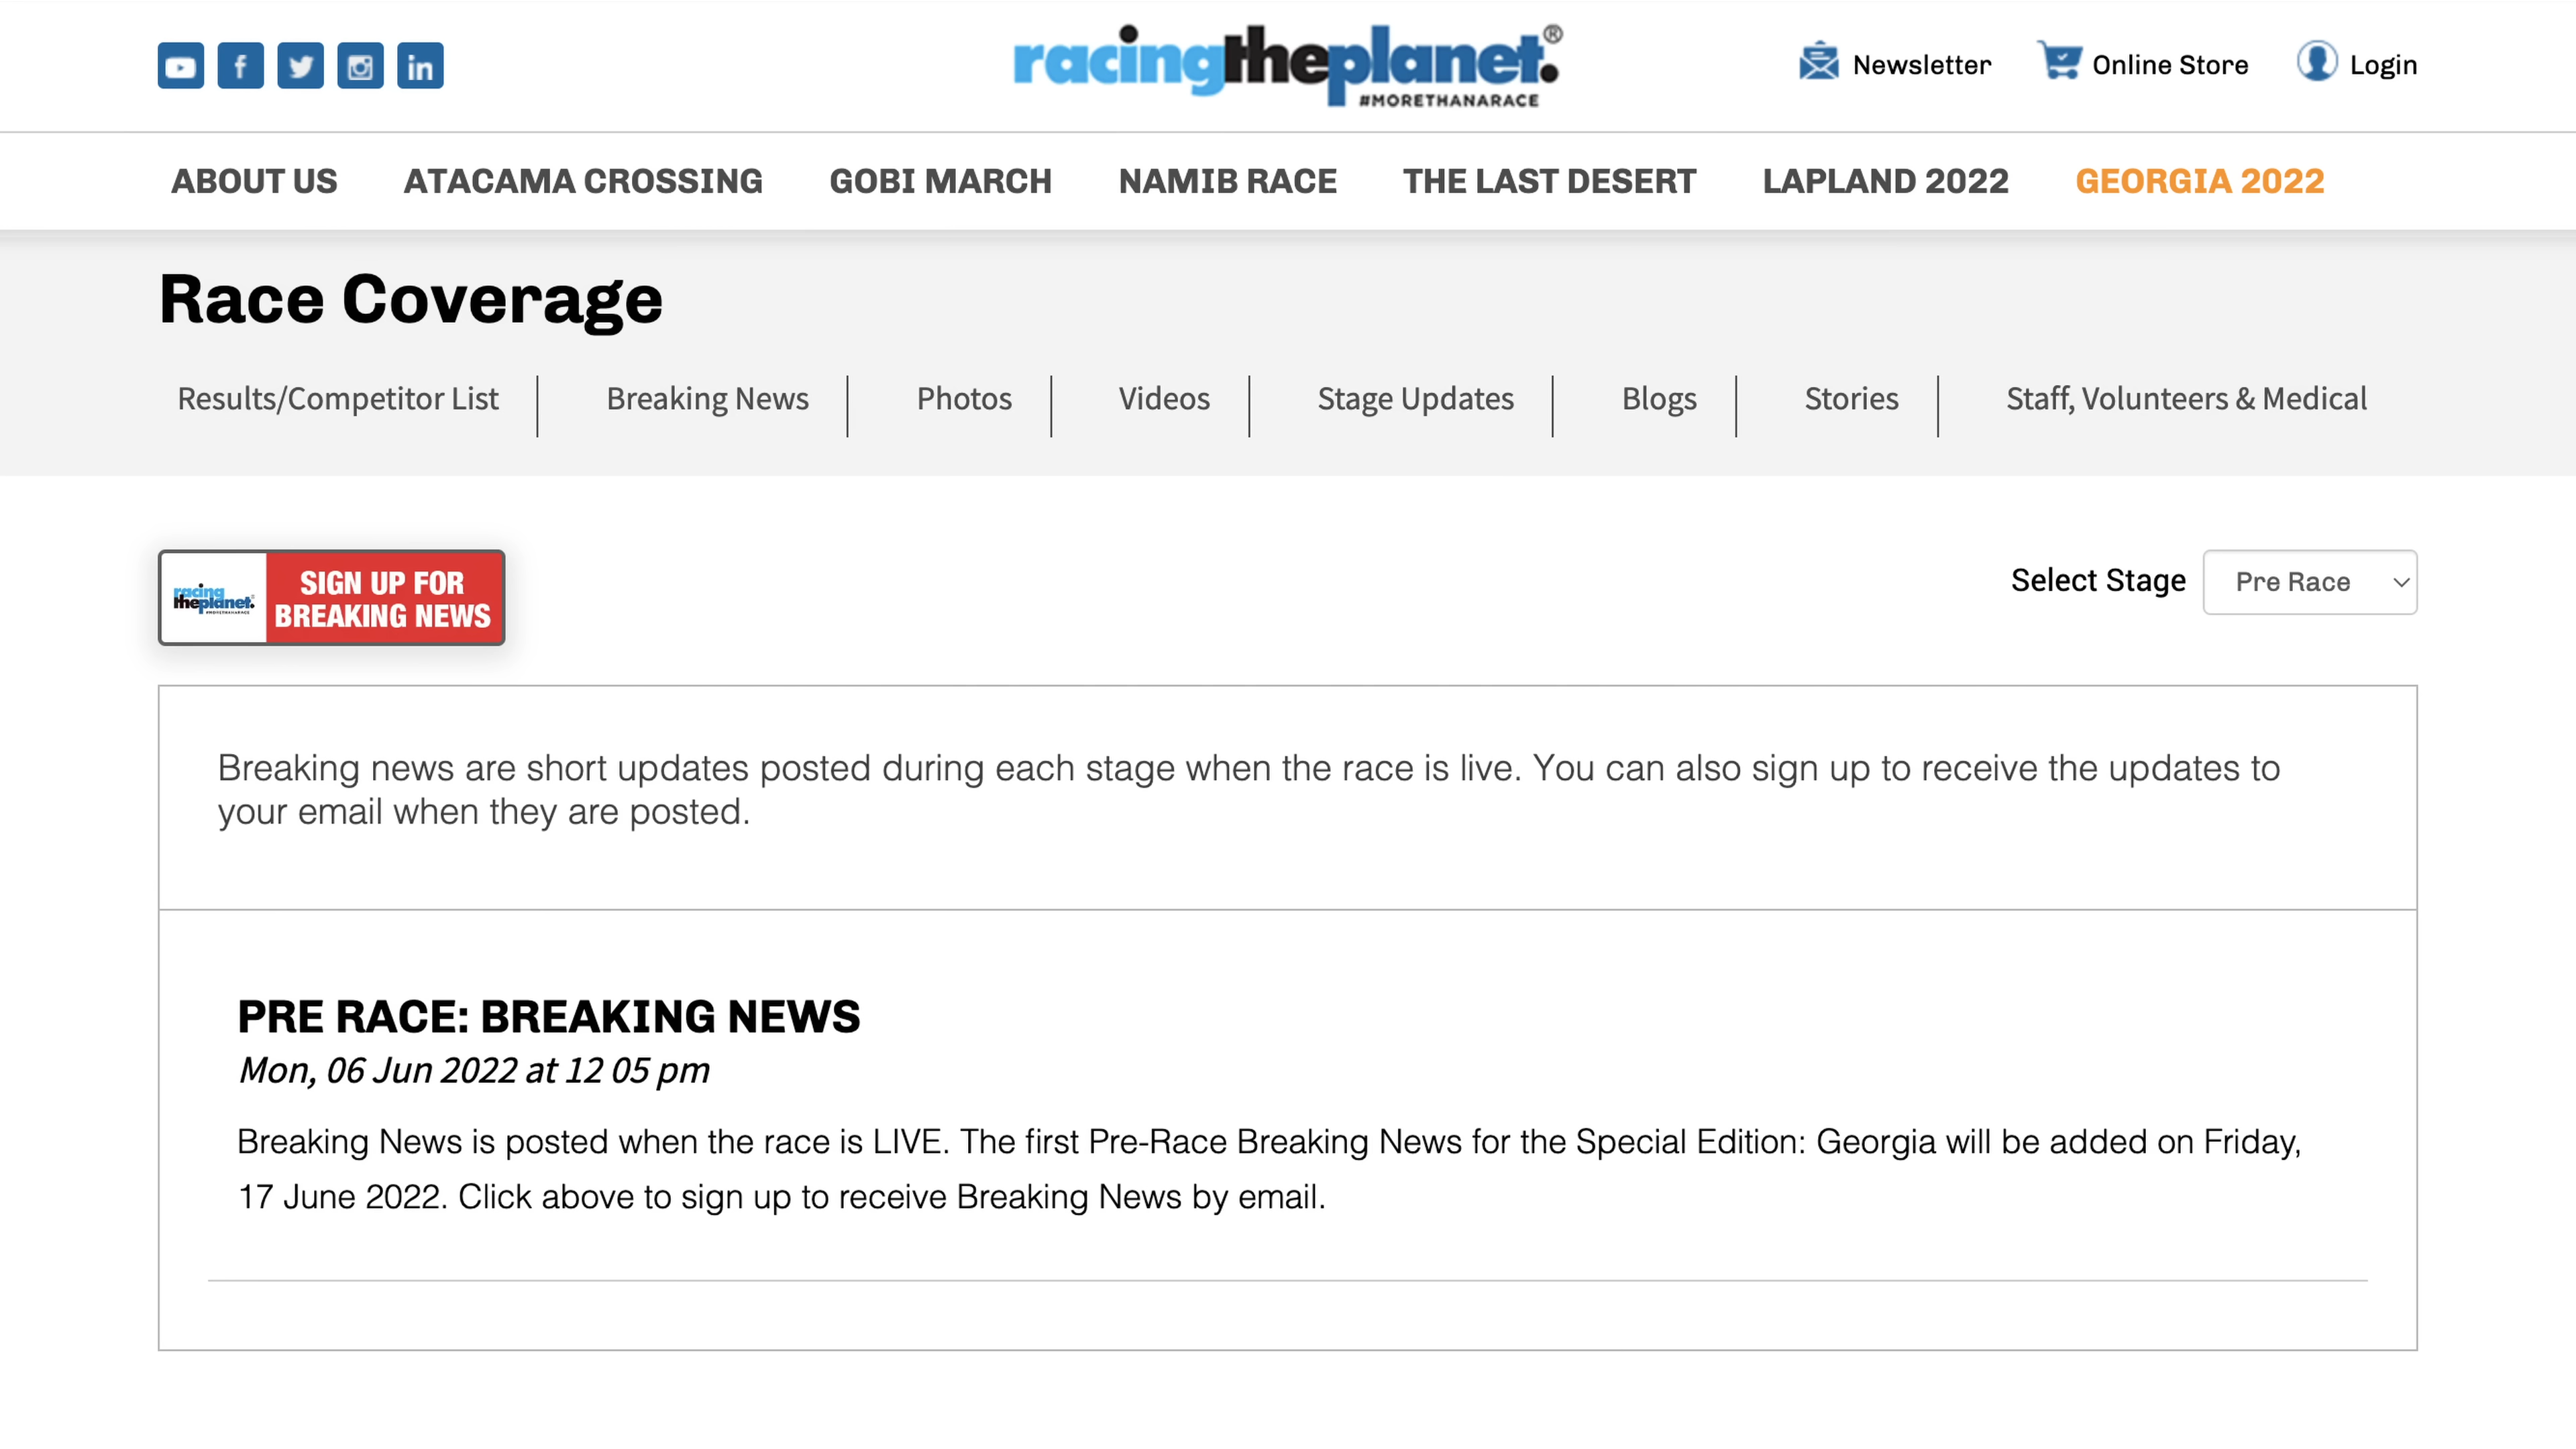 racingtheplanet.®
#MORETHANARACE
Newsletter
Online Store
Login
ABOUT US
ATACAMA CROSSING
GOBI MARCH
NAMIB RACE
THE LAST DESERT
LAPLAND 2022
GEORGIA 2022
Race Coverage
Results/Competitor List
Breaking News
Photos
Videos
Stage Updates
Blogs
Stories
Staff, Volunteers & Medical
racing
theplanet.
#MORETHANARACE
SIGN UP FOR
BREAKING NEWS
Select Stage
Pre Race
Breaking news are short updates posted during each stage when the race is live. You can also sign up to receive the updates to
your email when they are posted.
PRE RACE: BREAKING NEWS
Mon, 06 Jun 2022 at 12 05 pm
Breaking News is posted when the race is LIVE. The first Pre-Race Breaking News for the Special Edition: Georgia will be added on Friday,
17 June 2022. Click above to sign up to receive Breaking News by email.